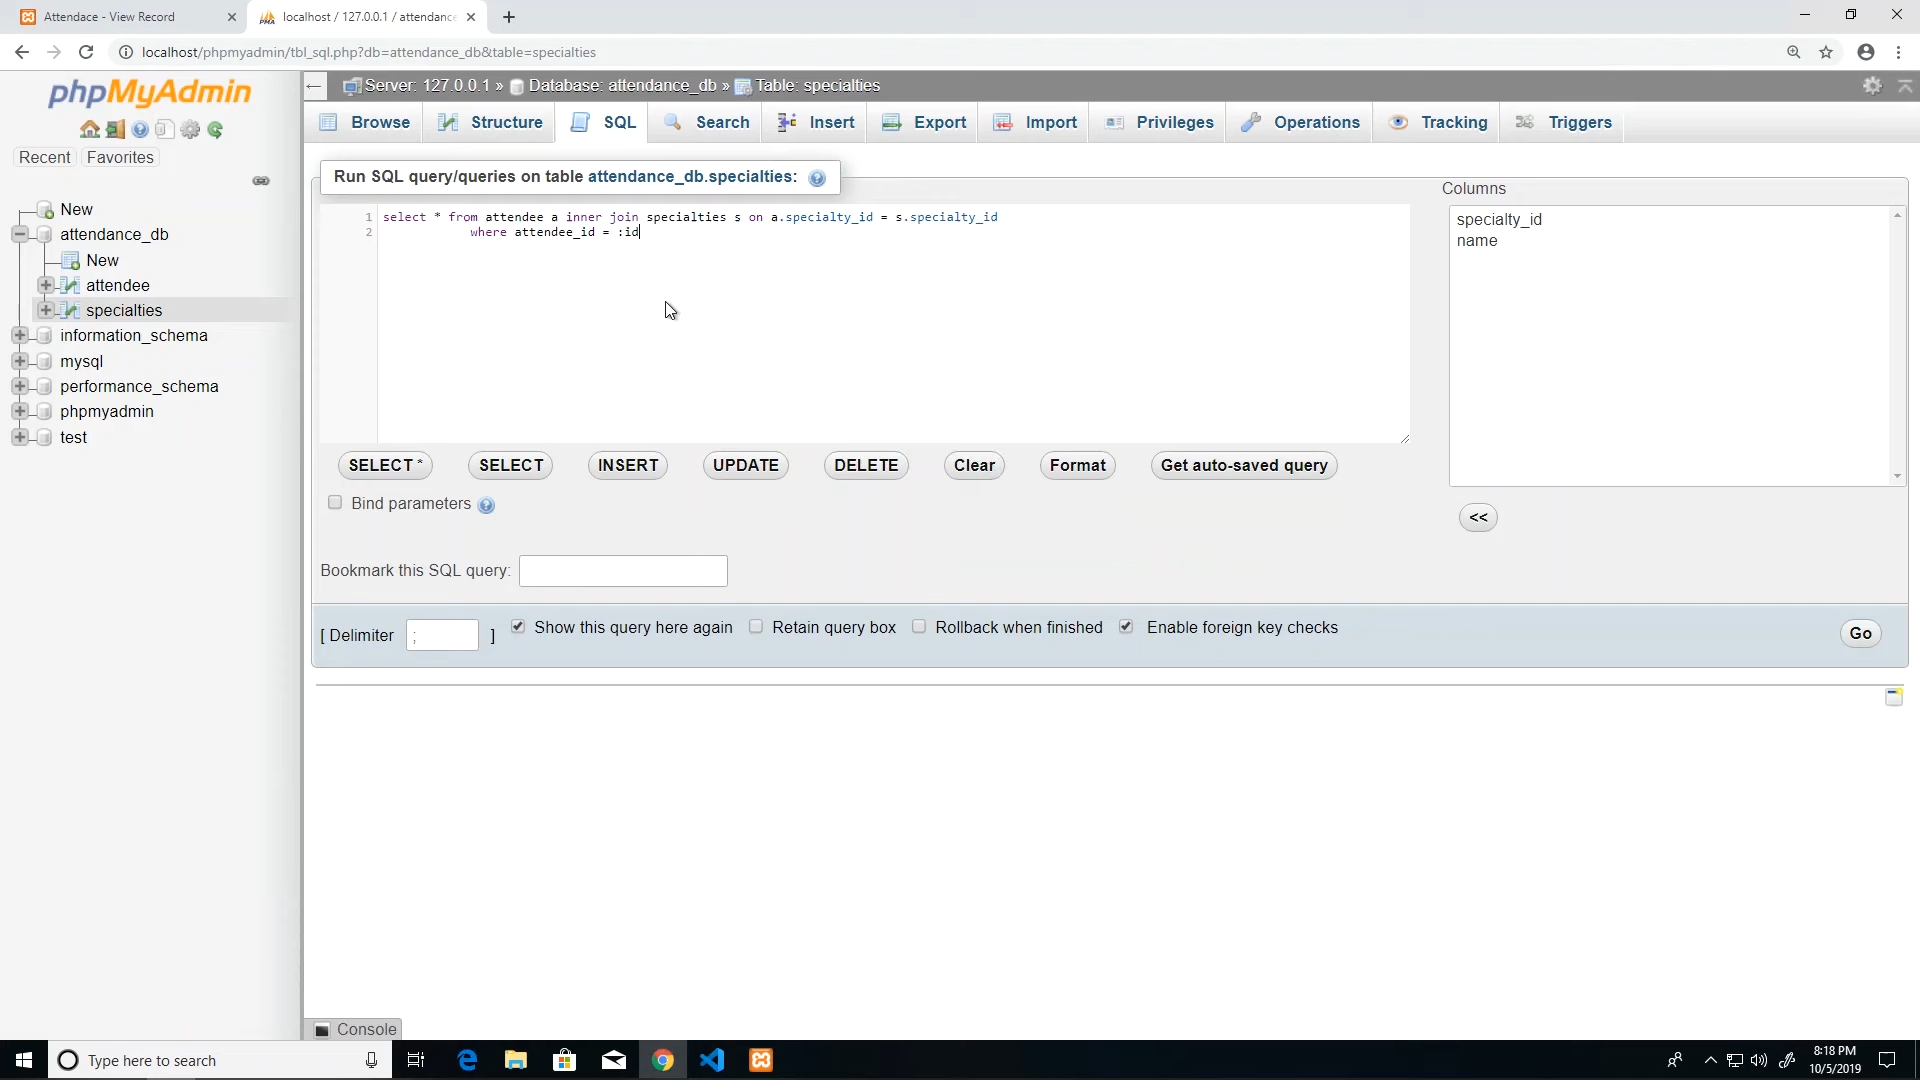 Attendace - View Record
localhost / 127.0.0.1 / attendance
localhost/phpmyadmin/tbl_sql.php?db=attendance_db&table=specialties
phpMyAdmin
Recent Favorites
New
attendance_db
New
attendee
specialties
information_schema
mysql
performance_schema
phpmyadmin
test
Server: 127.0.0.1 » Database: attendance_db » Table: specialties
Browse Structure SQL Search Insert Export Import Privileges Operations Tracking Triggers
Run SQL query/queries on table attendance_db.specialties:
1 select * from attendee a inner join specialties s on a.specialty_id = s.specialty_id
2 where attendee_id = :id
Columns
specialty_id
name
<<
SELECT * SELECT INSERT UPDATE DELETE Clear Format Get auto-saved query
Bind parameters
Bookmark this SQL query:
[ Delimiter ; ] Show this query here again Retain query box Rollback when finished Enable foreign key checks Go
Console
Type here to search
8:18 PM
10/5/2019